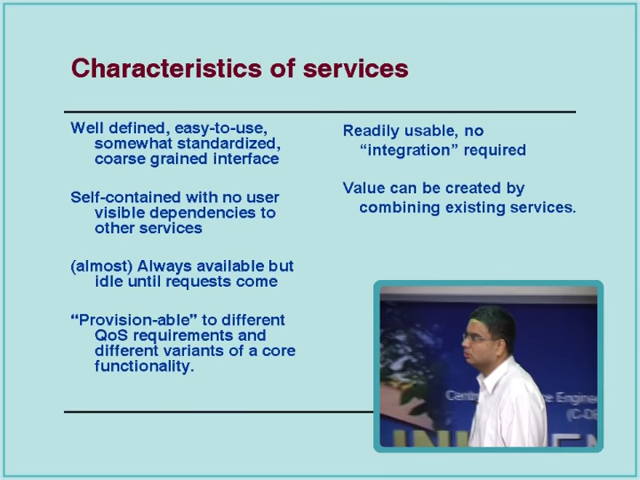 Characteristics of services
Well defined, easy-to-use,
somewhat standardized,
coarse grained interface
Self-contained with no user
visible dependencies to
other services
(almost) Always available but
idle until requests come
“Provision-able” to different
QoS requirements and
different variants of a core
functionality.
Readily usable, no
“integration” required
Value can be created by
combining existing services.
(C-DE